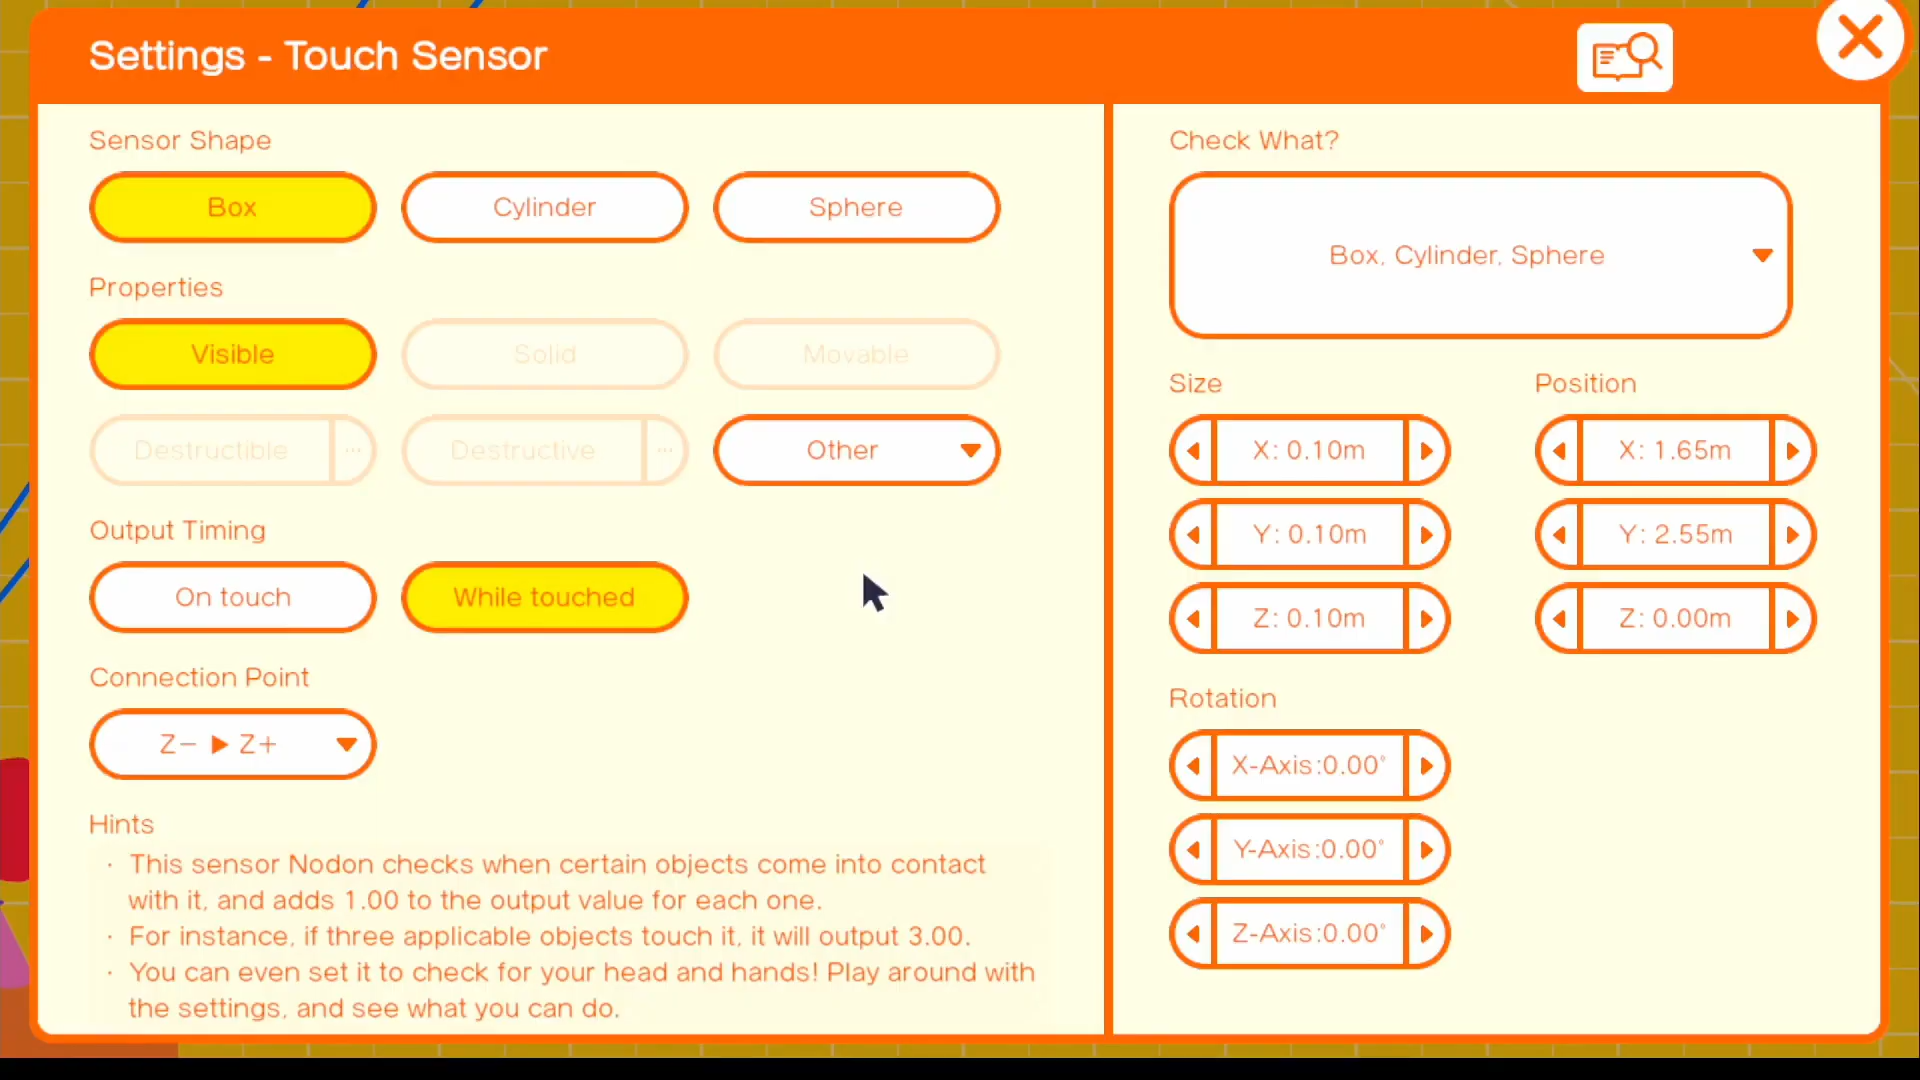 Settings - Touch Sensor
Sensor Shape
Box
Cylinder
Sphere
Properties
Visible
Solid
Movable
Destructible ...
Destructive ...
Other
Output Timing
On touch
While touched
Connection Point
Z− ▶ Z+
Hints
· This sensor Nodon checks when certain objects come into contact
with it, and adds 1.00 to the output value for each one.
· For instance, if three applicable objects touch it, it will output 3.00.
· You can even set it to check for your head and hands! Play around with
the settings, and see what you can do.
Check What?
Box, Cylinder, Sphere
Size
X: 0.10m
Y: 0.10m
Z: 0.10m
Position
X: 1.65m
Y: 2.55m
Z: 0.00m
Rotation
X-Axis:0.00°
Y-Axis:0.00°
Z-Axis:0.00°